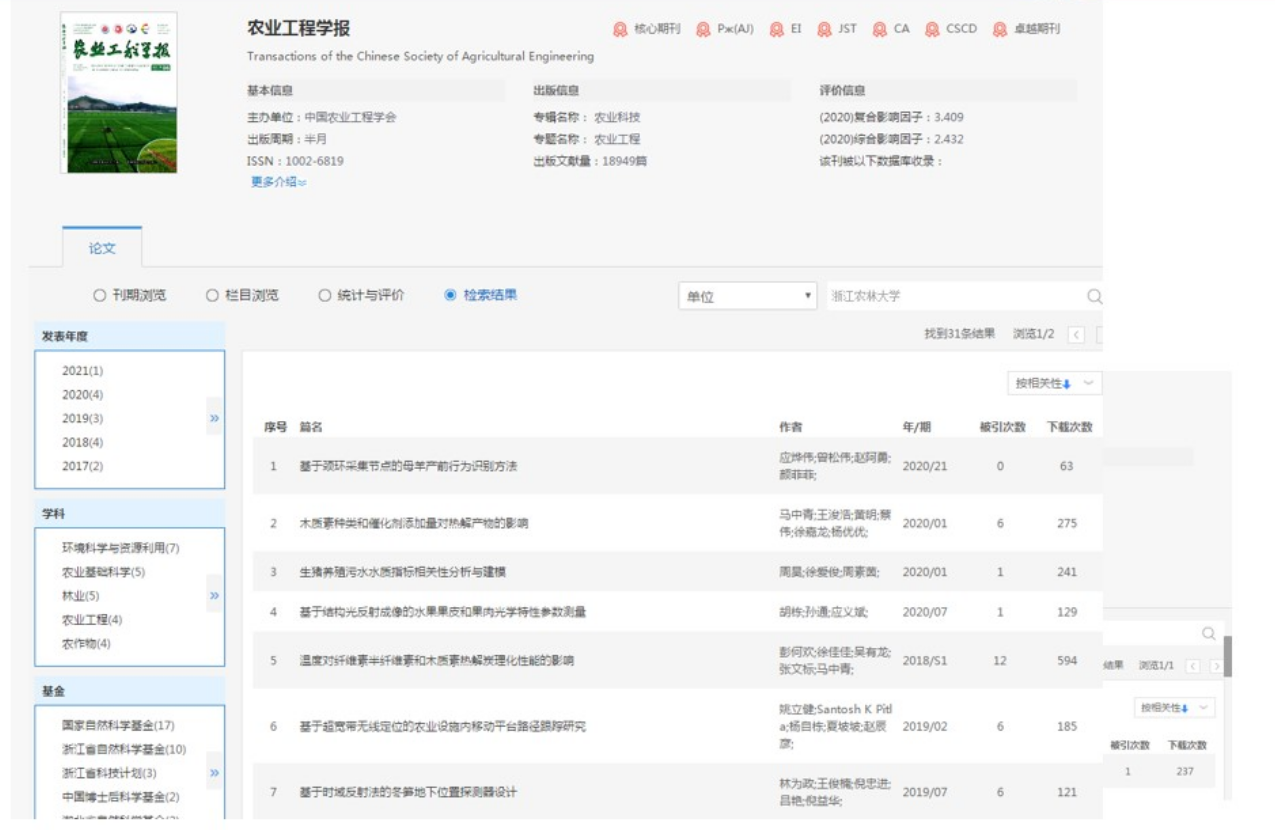 农业工程学报
农业工程学报
核心期刊 Pж(AJ) EI JST CA CSCD 卓越期刊
Transactions of the Chinese Society of Agricultural Engineering
基本信息 出版信息 评价信息
主办单位：中国农业工程学会 专辑名称： 农业科技 (2020)复合影响因子：3.409
出版周期：半月 专题名称： 农业工程 (2020)综合影响因子：2.432
ISSN：1002-6819 出版文献量：18949篇 该刊被以下数据库收录：
更多介绍
论文
刊期浏览 栏目浏览 统计与评价 检索结果 单位 浙江农林大学
找到31条结果 浏览1/2
发表年度
2021(1)
2020(4)
2019(3)
2018(4)
2017(2)
学科
环境科学与资源利用(7)
农业基础科学(5)
林业(5)
农业工程(4)
农作物(4)
基金
国家自然科学基金(17)
浙江省自然科学基金(10)
浙江省科技计划(3)
中国博士后科学基金(2)
按相关性
序号 篇名 作者 年/期 被引次数 下载次数
1 基于颈环采集节点的母羊产前行为识别方法 应烨伟;曾松伟;赵阿勇;
颜菲菲; 2020/21 0 63
2 木质素种类和催化剂添加量对热解产物的影响 马中青;王浚浩;黄明;蔡
伟;徐嘉龙;杨优优; 2020/01 6 275
3 生猪养殖污水水质指标相关性分析与建模 周昊;徐爱俊;周素茵; 2020/01 1 241
4 基于结构光反射成像的水果果皮和果肉光学特性参数测量 胡栋;孙通;应义斌; 2020/07 1 129
5 温度对纤维素半纤维素和木质素热解炭理化性能的影响 彭何欢;徐佳佳;吴有龙;
张文标;马中青; 2018/S1 12 594
6 基于超宽带无线定位的农业设施内移动平台路径跟踪研究 姚立健;Santosh K Pitl
a;杨自栋;夏坡坡;赵辰
彦; 2019/02 6 185
7 基于时域反射法的冬笋地下位置探测器设计 林为政;王俊楠;倪忠进;
吕艳;倪益华; 2019/07 6 121
结果 浏览1/1
按相关性
被引次数 下载次数
1 237